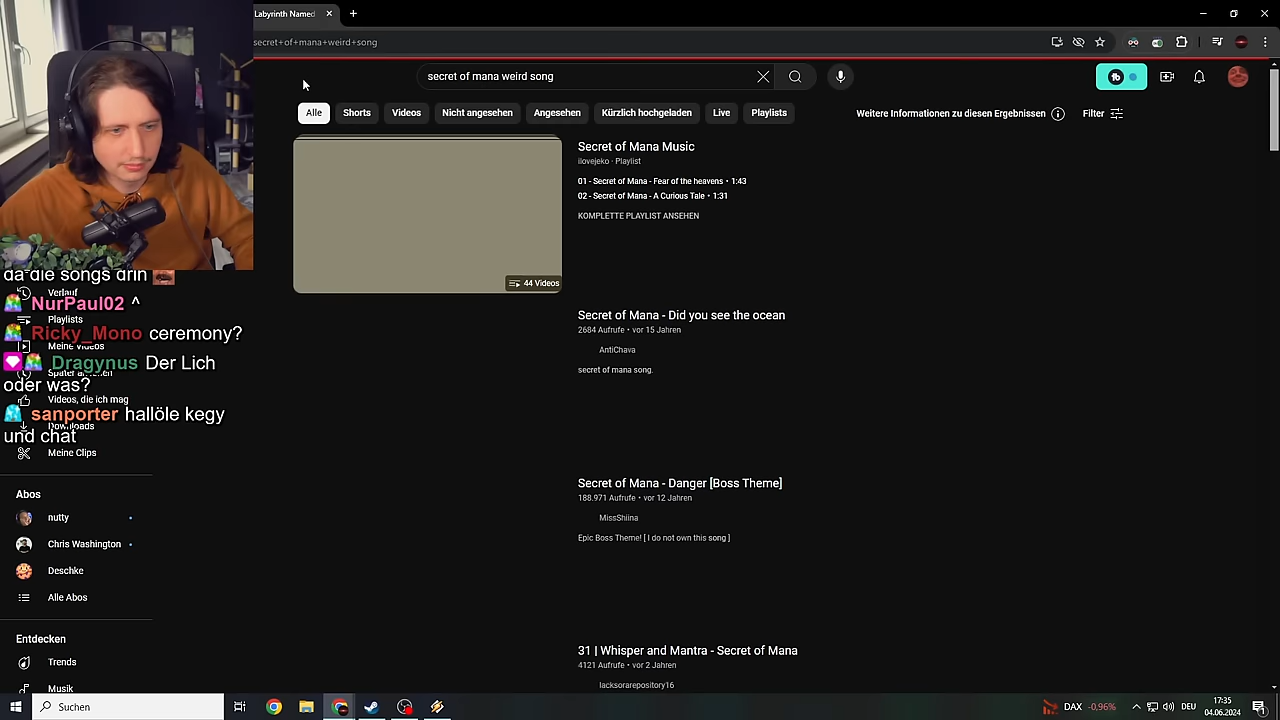 Labyrinth Named
secret+of+mana+weird+song
secret of mana weird song
Alle
Shorts
Videos
Nicht angesehen
Angesehen
Kürzlich hochgeladen
Live
Playlists
Weitere Informationen zu diesen Ergebnissen
Filter
44 Videos
Secret of Mana Music
ilovejeko · Playlist
01 - Secret of Mana - Fear of the heavens • 1:43
02 - Secret of Mana - A Curious Tale • 1:31
KOMPLETTE PLAYLIST ANSEHEN
Secret of Mana - Did you see the ocean
2684 Aufrufe • vor 15 Jahren
AntiChava
secret of mana song.
Secret of Mana - Danger [Boss Theme]
188.971 Aufrufe • vor 12 Jahren
MissShiina
Epic Boss Theme! [ I do not own this song ]
31 | Whisper and Mantra - Secret of Mana
4121 Aufrufe • vor 2 Jahren
lacksorarepository16
da die songs drin
NurPaul02 ^
Ricky_Mono ceremony?
Dragynus Der Lich
oder was?
sanporter hallöle kegy
und chat
Verlauf
Playlists
Meine Videos
Später ansehen
Videos, die ich mag
Downloads
Meine Clips
Abos
nutty
Chris Washington
Deschke
Alle Abos
Entdecken
Trends
Musik
Suchen
DAX -0,96%
DEU
17:35
04.06.2024